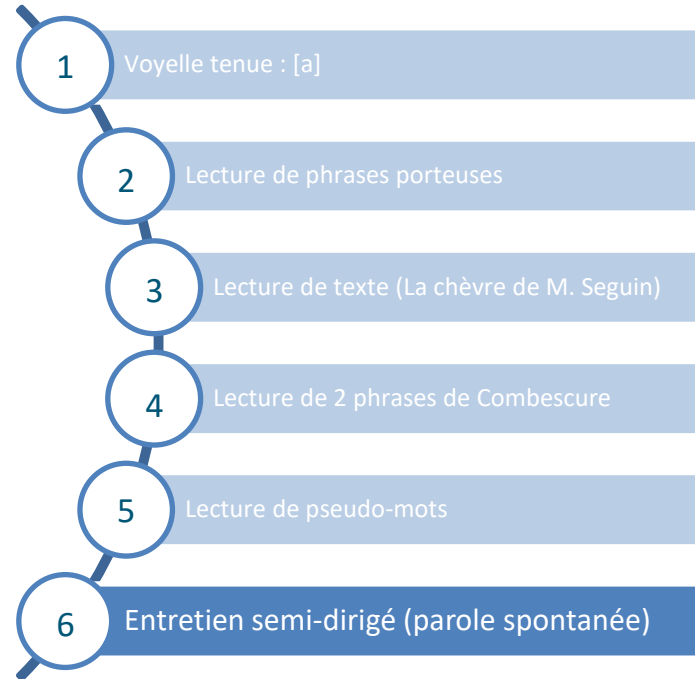 1 Voyelle tenue : [a]
2 Lecture de phrases porteuses
3 Lecture de texte (La chèvre de M. Seguin)
4 Lecture de 2 phrases de Combescure
5 Lecture de pseudo-mots
6 Entretien semi-dirigé (parole spontanée)